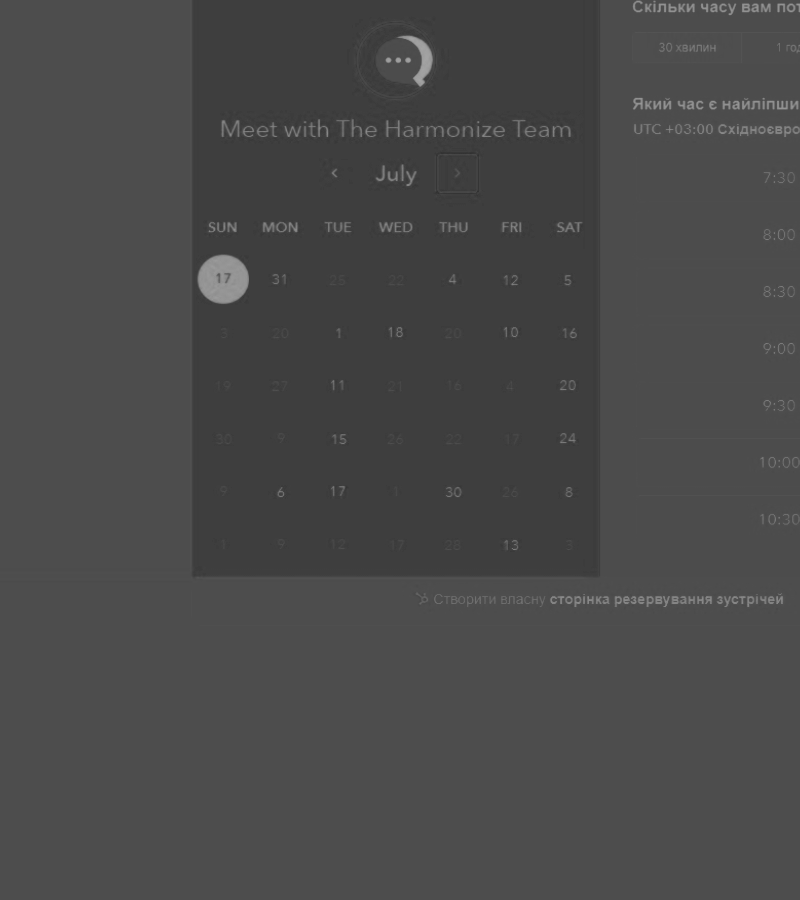 Meet with The Harmonize Team
July
SUN MON TUE WED THU FRI SAT
17 31 25 22 4 12 5
3 20 1 18 20 10 16
19 27 11 21 16 4 20
30 9 15 26 22 17 24
9 6 17 1 30 26 8
1 9 12 17 28 13 3
Скільки часу вам
30 хвилин 1
Який час є
UTC +03:00
7:30
8:00
8:30
9:00
9:30
10:00
10:30
Створити власну сторінка резервування зустрічей